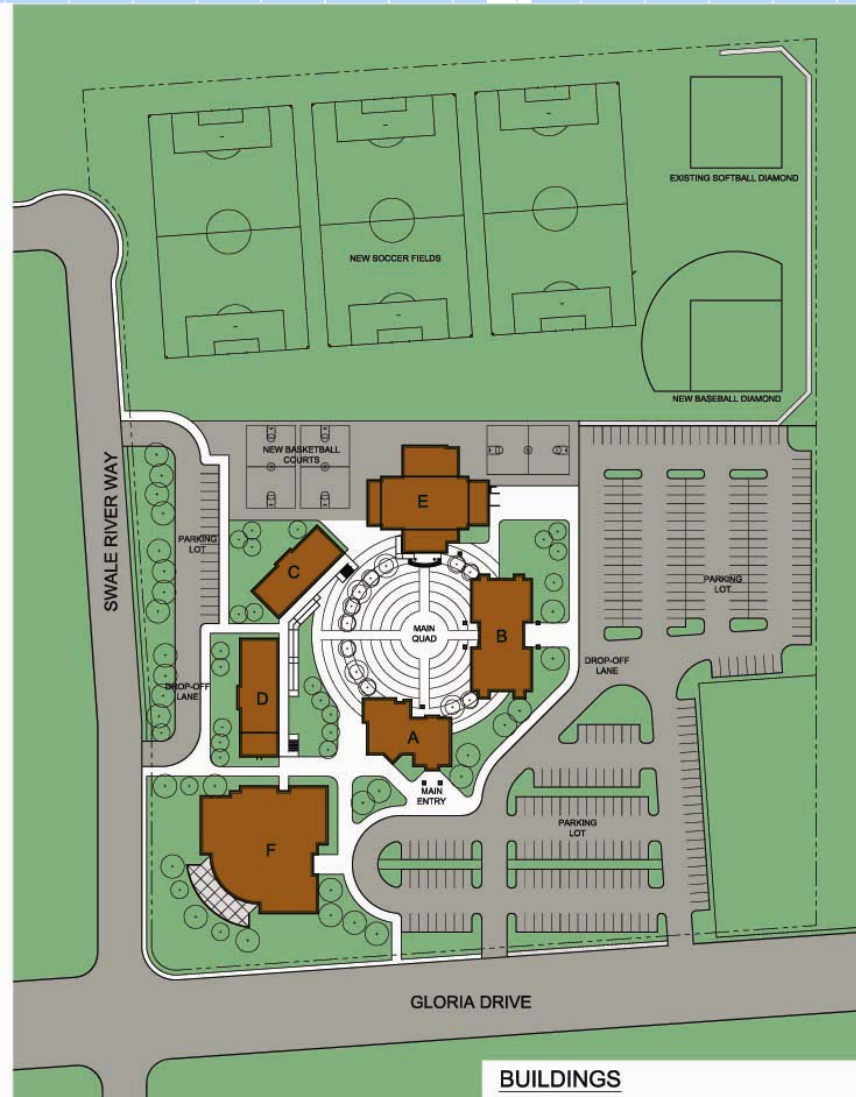 EXISTING SOFTBALL DIAMOND
NEW SOCCER FIELDS
NEW BASEBALL DIAMOND
NEW BASKETBALL
COURTS
SWALE RIVER WAY
E
PARKING
LOT
C
PARKING
LOT
MAIN
QUAD
B
DROP-OFF
LANE
DROP-OFF
LANE
D
A
MAIN
ENTRY
PARKING
LOT
F
GLORIA DRIVE
BUILDINGS